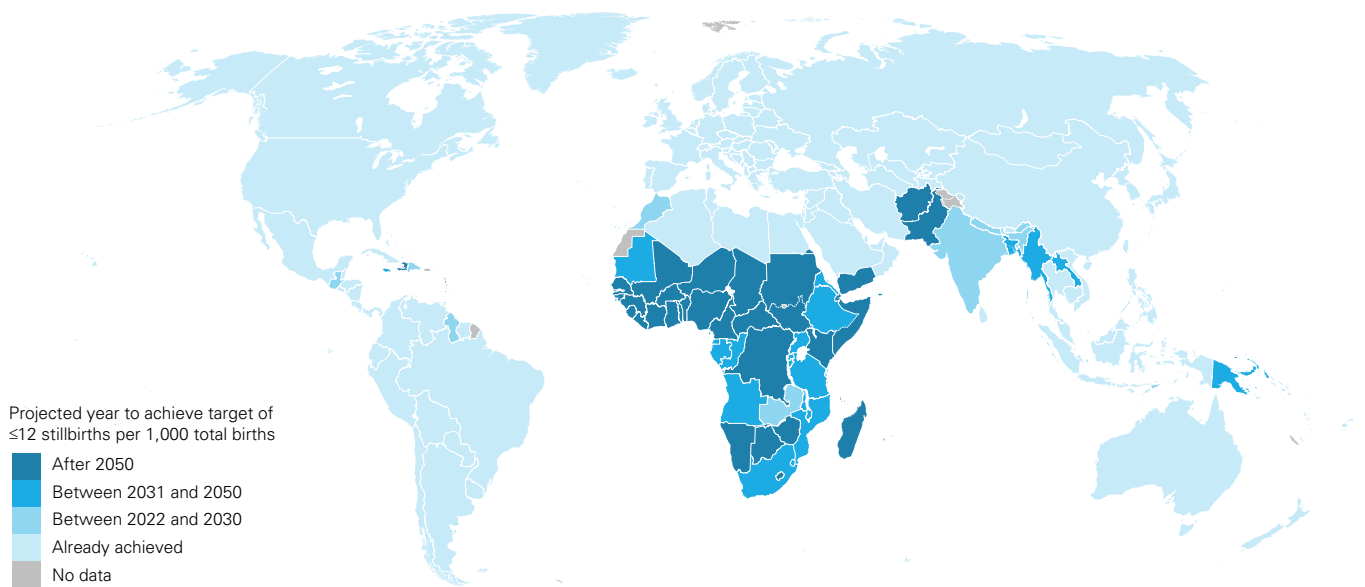 Projected year to achieve target of
≤12 stillbirths per 1,000 total births
After 2050
Between 2031 and 2050
Between 2022 and 2030
Already achieved
No data